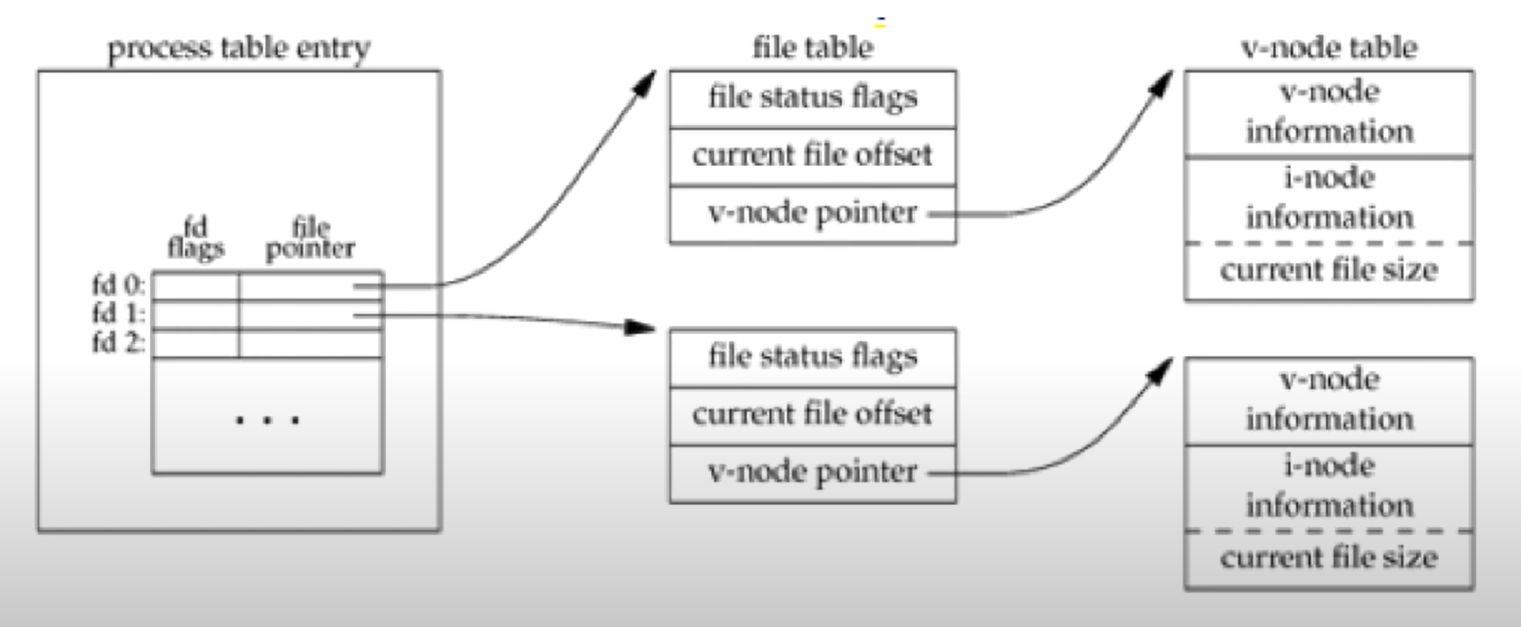 process table entry
fd
flags
file
pointer
fd 0:
fd 1:
fd 2:
. . .
file table
file status flags
current file offset
v-node pointer
file status flags
current file offset
v-node pointer
v-node table
v-node
information
i-node
information
current file size
v-node
information
i-node
information
current file size